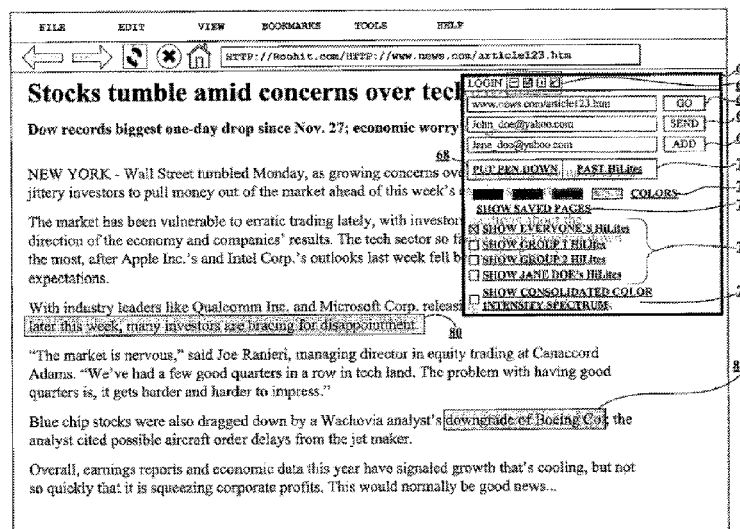 FILE EDIT VIEW BOOKMARKS TOOLS HELP
HTTP://Roohit.com/HTTP://www.news.com/article123.htm
Stocks tumble amid concerns over tec
Dow records biggest one-day drop since Nov. 27; economic worry
NEW YORK - Wall Street tumbled Monday, as growing concerns ov
jittery investors to pull money out of the market ahead of this week's
The market has been vulnerable to erratic trading lately, with investor
direction of the economy and companies' results. The tech sector so fa
the most, after Apple Inc.'s and Intel Corp.'s outlooks last week fell b
expectations.
With industry leaders like Qualcomm Inc. and Microsoft Corp. releasi
later this week, many investors are bracing for disappointment.
80
"The market is nervous," said Joe Ranieri, managing director in equity trading at Canaccord
Adams. "We've had a few good quarters in a row in tech land. The problem with having good
quarters is, it gets harder and harder to impress."
Blue chip stocks were also dragged down by a Wachovia analyst's downgrade of Boeing Co.; the
analyst cited possible aircraft order delays from the jet maker.
Overall, earnings reports and economic data this year have signaled growth that's cooling, but not
so quickly that it is squeezing corporate profits. This would normally be good news...
LOGIN
www.news.com/article123.htm GO
john_doe@yahoo.com SEND
jane_doe@yahoo.com ADD
68
PUT PEN DOWN PAST HiLites
COLORS
SHOW SAVED PAGES
SHOW EVERYONE'S HiLites
SHOW GROUP 1 HiLites
SHOW GROUP 2 HiLites
SHOW JANE DOE's HiLites
SHOW CONSOLIDATED COLOR
INTENSITY SPECTRUM